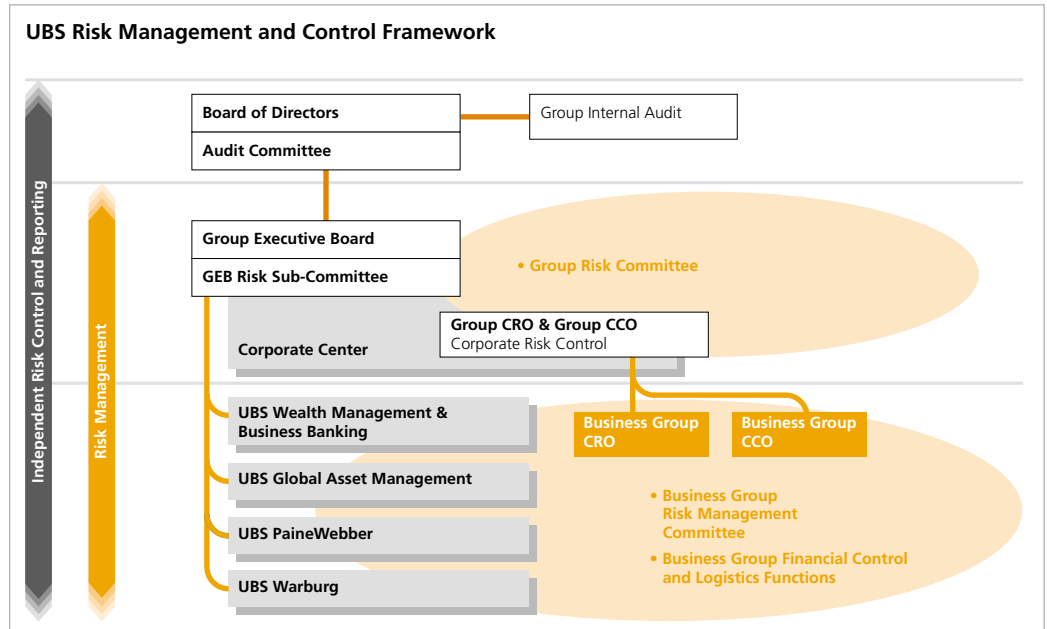 UBS Risk Management and Control Framework
Independent Risk Control and Reporting
Risk Management
Board of Directors
Audit Committee
Group Internal Audit
Group Executive Board
GEB Risk Sub-Committee
• Group Risk Committee
Group CRO & Group CCO
Corporate Risk Control
Corporate Center
UBS Wealth Management &
Business Banking
Business Group
CRO
Business Group
CCO
UBS Global Asset Management
UBS PaineWebber
UBS Warburg
• Business Group
Risk Management
Committee
• Business Group Financial Control
and Logistics Functions